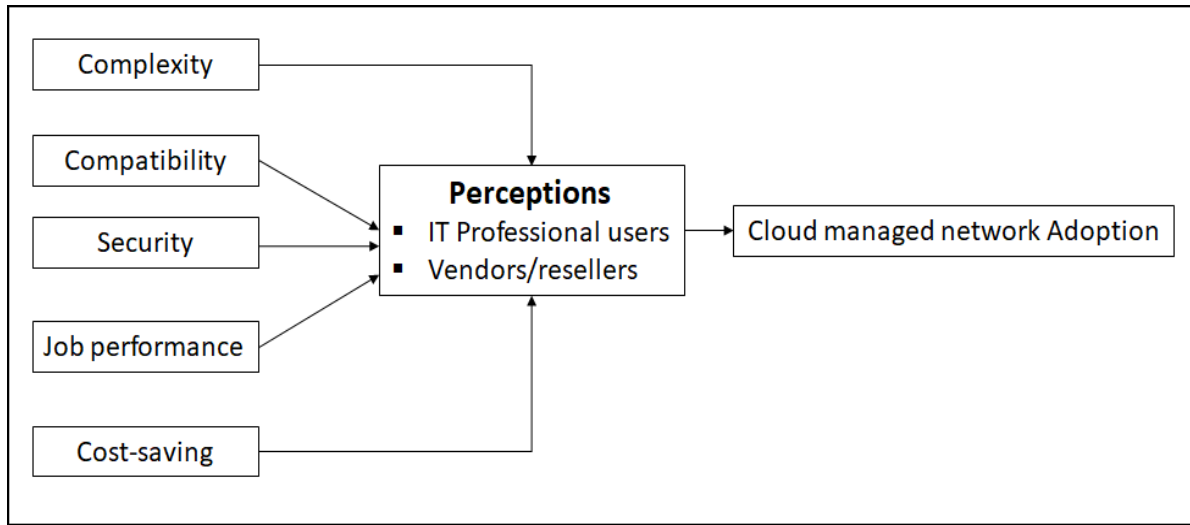 Complexity
Compatibility
Security
Job performance
Cost-saving
Perceptions
▪ IT Professional users
▪ Vendors/resellers
Cloud managed network Adoption